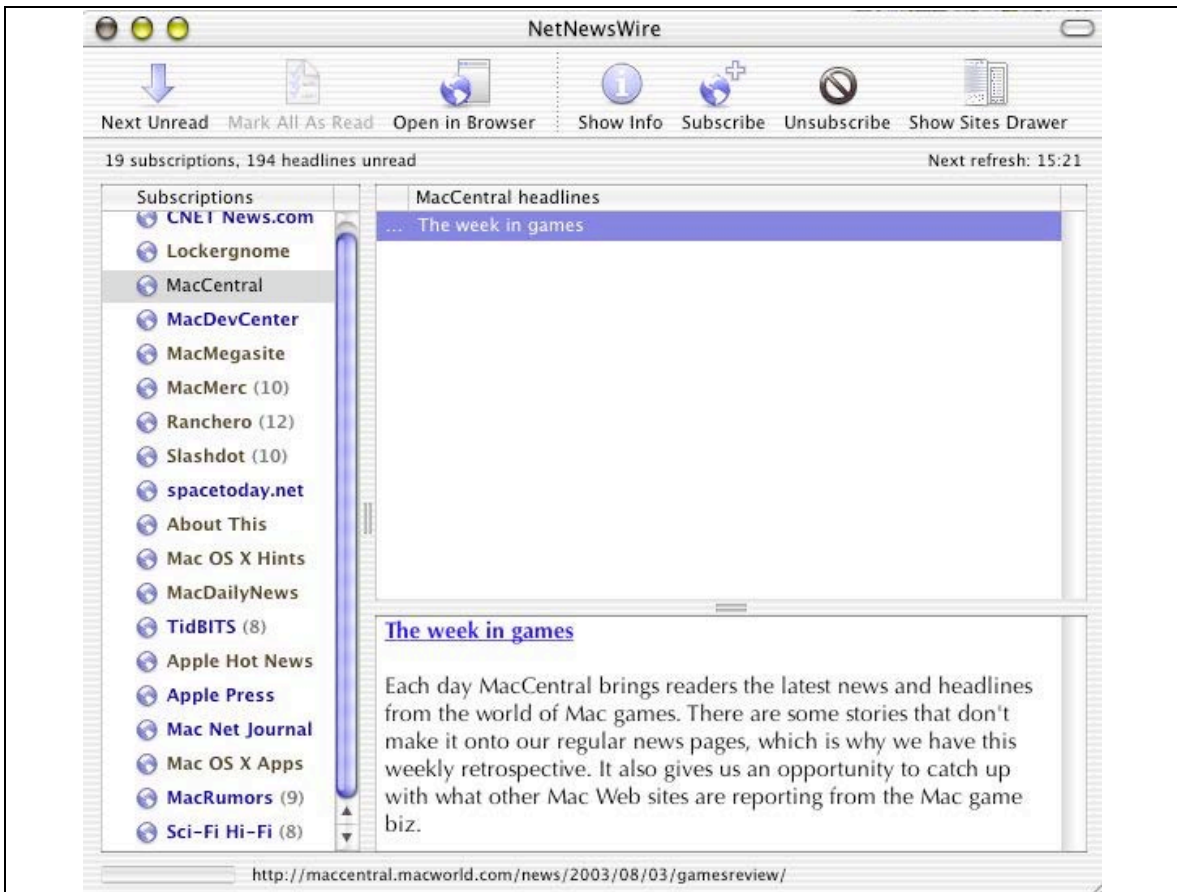 NetNewsWire
Next Unread Mark All As Read Open in Browser Show Info Subscribe Unsubscribe Show Sites Drawer
19 subscriptions, 194 headlines unread
Next refresh: 15:21
Subscriptions
CNET News.com
Lockergnome
MacCentral
MacDevCenter
MacMegasite
MacMerc (10)
Ranchero (12)
Slashdot (10)
spacetoday.net
About This
Mac OS X Hints
MacDailyNews
TidBITS (8)
Apple Hot News
Apple Press
Mac Net Journal
Mac OS X Apps
MacRumors (9)
Sci-Fi Hi-Fi (8)
MacCentral headlines
... The week in games
The week in games
Each day MacCentral brings readers the latest news and headlines
from the world of Mac games. There are some stories that don't
make it onto our regular news pages, which is why we have this
weekly retrospective. It also gives us an opportunity to catch up
with what other Mac Web sites are reporting from the Mac game
biz.
http://maccentral.macworld.com/news/2003/08/03/gamesreview/